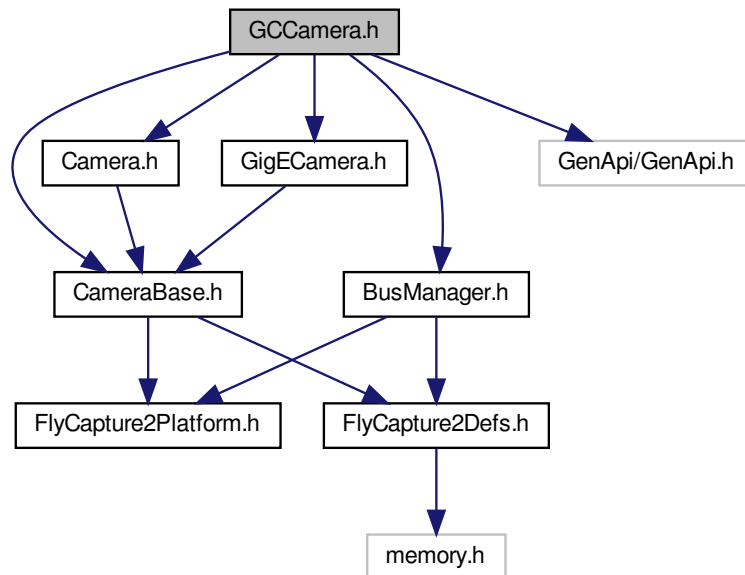 GCCamera.h
Camera.h
GigECamera.h
GenApi/GenApi.h
CameraBase.h
BusManager.h
FlyCapture2Platform.h
FlyCapture2Defs.h
memory.h